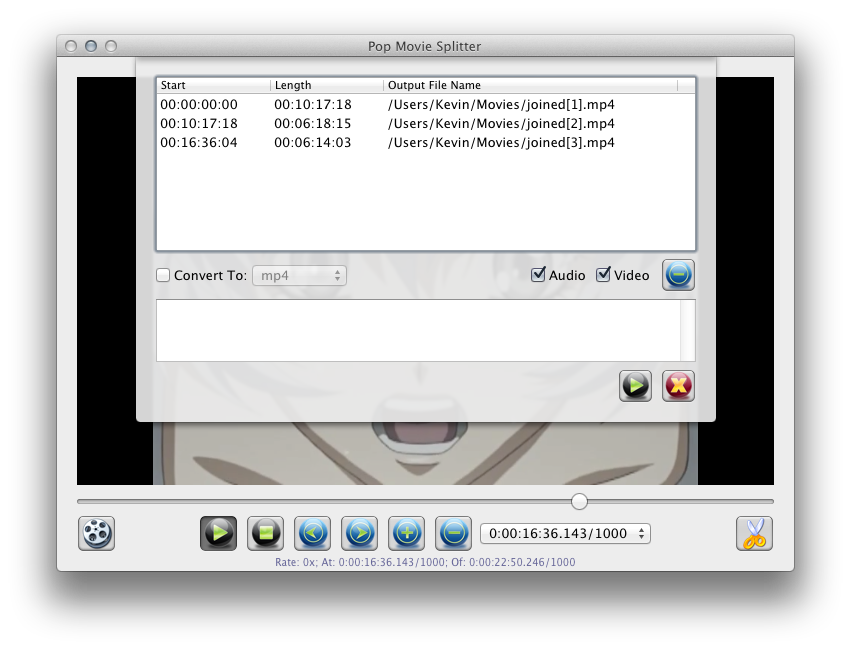 Pop Movie Splitter
Start Length Output File Name
00:00:00:00 00:10:17:18 /Users/Kevin/Movies/joined[1].mp4
00:10:17:18 00:06:18:15 /Users/Kevin/Movies/joined[2].mp4
00:16:36:04 00:06:14:03 /Users/Kevin/Movies/joined[3].mp4
Convert To: mp4 Audio Video
0:00:16:36.143/1000
Rate: 0x; At: 0:00:16:36.143/1000; Of: 0:00:22:50.246/1000